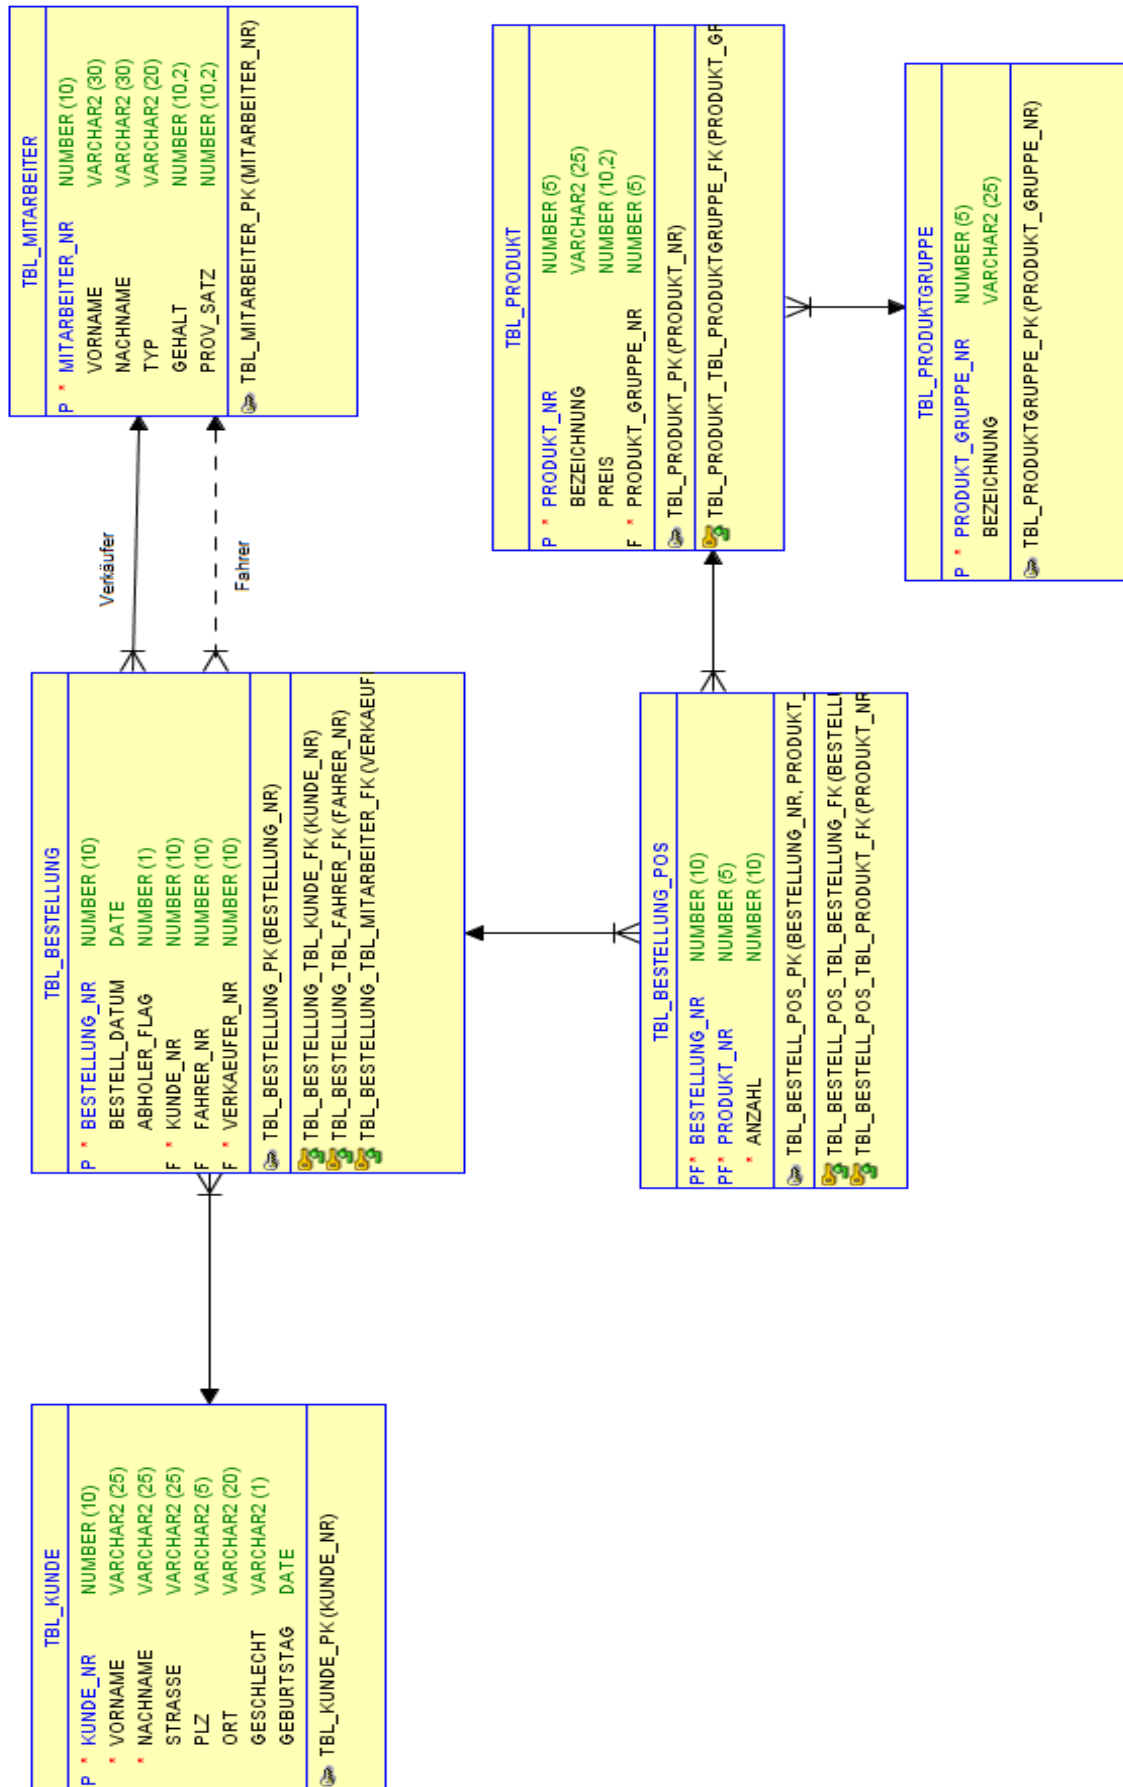 TBL_KUNDE
P * KUNDE_NR NUMBER (10)
* VORNAME VARCHAR2 (25)
* NACHNAME VARCHAR2 (25)
STRASSE VARCHAR2 (25)
PLZ VARCHAR2 (5)
ORT VARCHAR2 (20)
GESCHLECHT VARCHAR2 (1)
GEBURTSTAG DATE
TBL_KUNDE_PK (KUNDE_NR)
TBL_BESTELLUNG
P * BESTELLUNG_NR NUMBER (10)
BESTELL_DATUM DATE
ABHOLER_FLAG NUMBER (1)
F * KUNDE_NR NUMBER (10)
F FAHRER_NR NUMBER (10)
F * VERKAEUFER_NR NUMBER (10)
TBL_BESTELLUNG_PK (BESTELLUNG_NR)
TBL_BESTELLUNG_TBL_KUNDE_FK (KUNDE_NR)
TBL_BESTELLUNG_TBL_FAHRER_FK (FAHRER_NR)
TBL_BESTELLUNG_TBL_MITARBEITER_FK (VERKAEUF
Verkäufer
Fahrer
TBL_MITARBEITER
P * MITARBEITER_NR NUMBER (10)
VORNAME VARCHAR2 (30)
NACHNAME VARCHAR2 (30)
TYP VARCHAR2 (20)
GEHALT NUMBER (10,2)
PROV_SATZ NUMBER (10,2)
TBL_MITARBEITER_PK (MITARBEITER_NR)
TBL_BESTELLUNG_POS
PF* BESTELLUNG_NR NUMBER (10)
PF* PRODUKT_NR NUMBER (5)
* ANZAHL NUMBER (10)
TBL_BESTELL_POS_PK (BESTELLUNG_NR, PRODUKT_
TBL_BESTELL_POS_TBL_BESTELLUNG_FK (BESTELLU
TBL_BESTELL_POS_TBL_PRODUKT_FK (PRODUKT_NR
TBL_PRODUKT
P * PRODUKT_NR NUMBER (5)
BEZEICHNUNG VARCHAR2 (25)
PREIS NUMBER (10,2)
F * PRODUKT_GRUPPE_NR NUMBER (5)
TBL_PRODUKT_PK (PRODUKT_NR)
TBL_PRODUKT_TBL_PRODUKTGRUPPE_FK (PRODUKT_GR
TBL_PRODUKTGRUPPE
P * PRODUKT_GRUPPE_NR NUMBER (5)
BEZEICHNUNG VARCHAR2 (25)
TBL_PRODUKTGRUPPE_PK (PRODUKT_GRUPPE_NR)